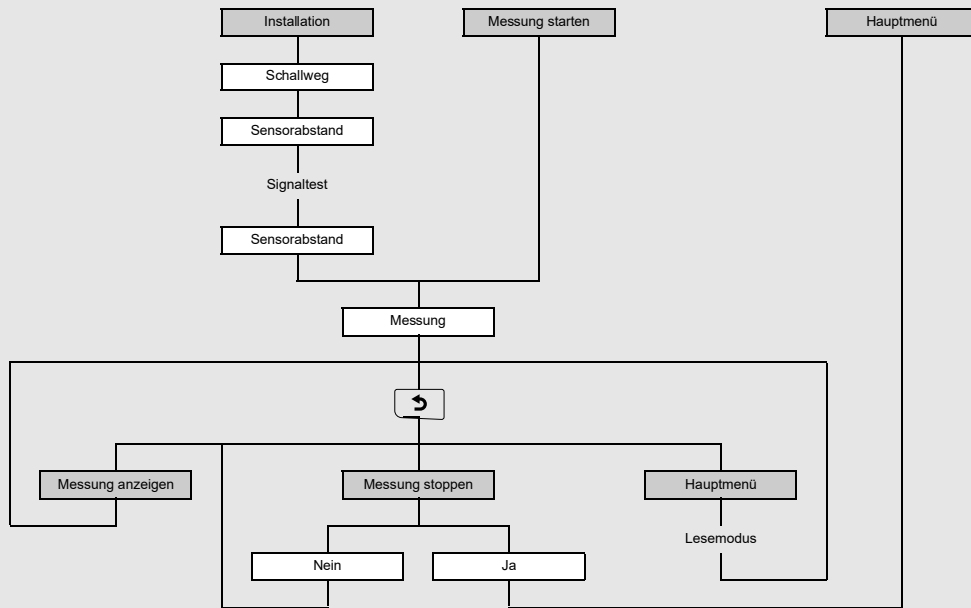 Installation
Messung starten
Hauptmenü
Schallweg
Sensorabstand
Signaltest
Sensorabstand
Messung
Messung anzeigen
Messung stoppen
Hauptmenü
Lesemodus
Nein
Ja